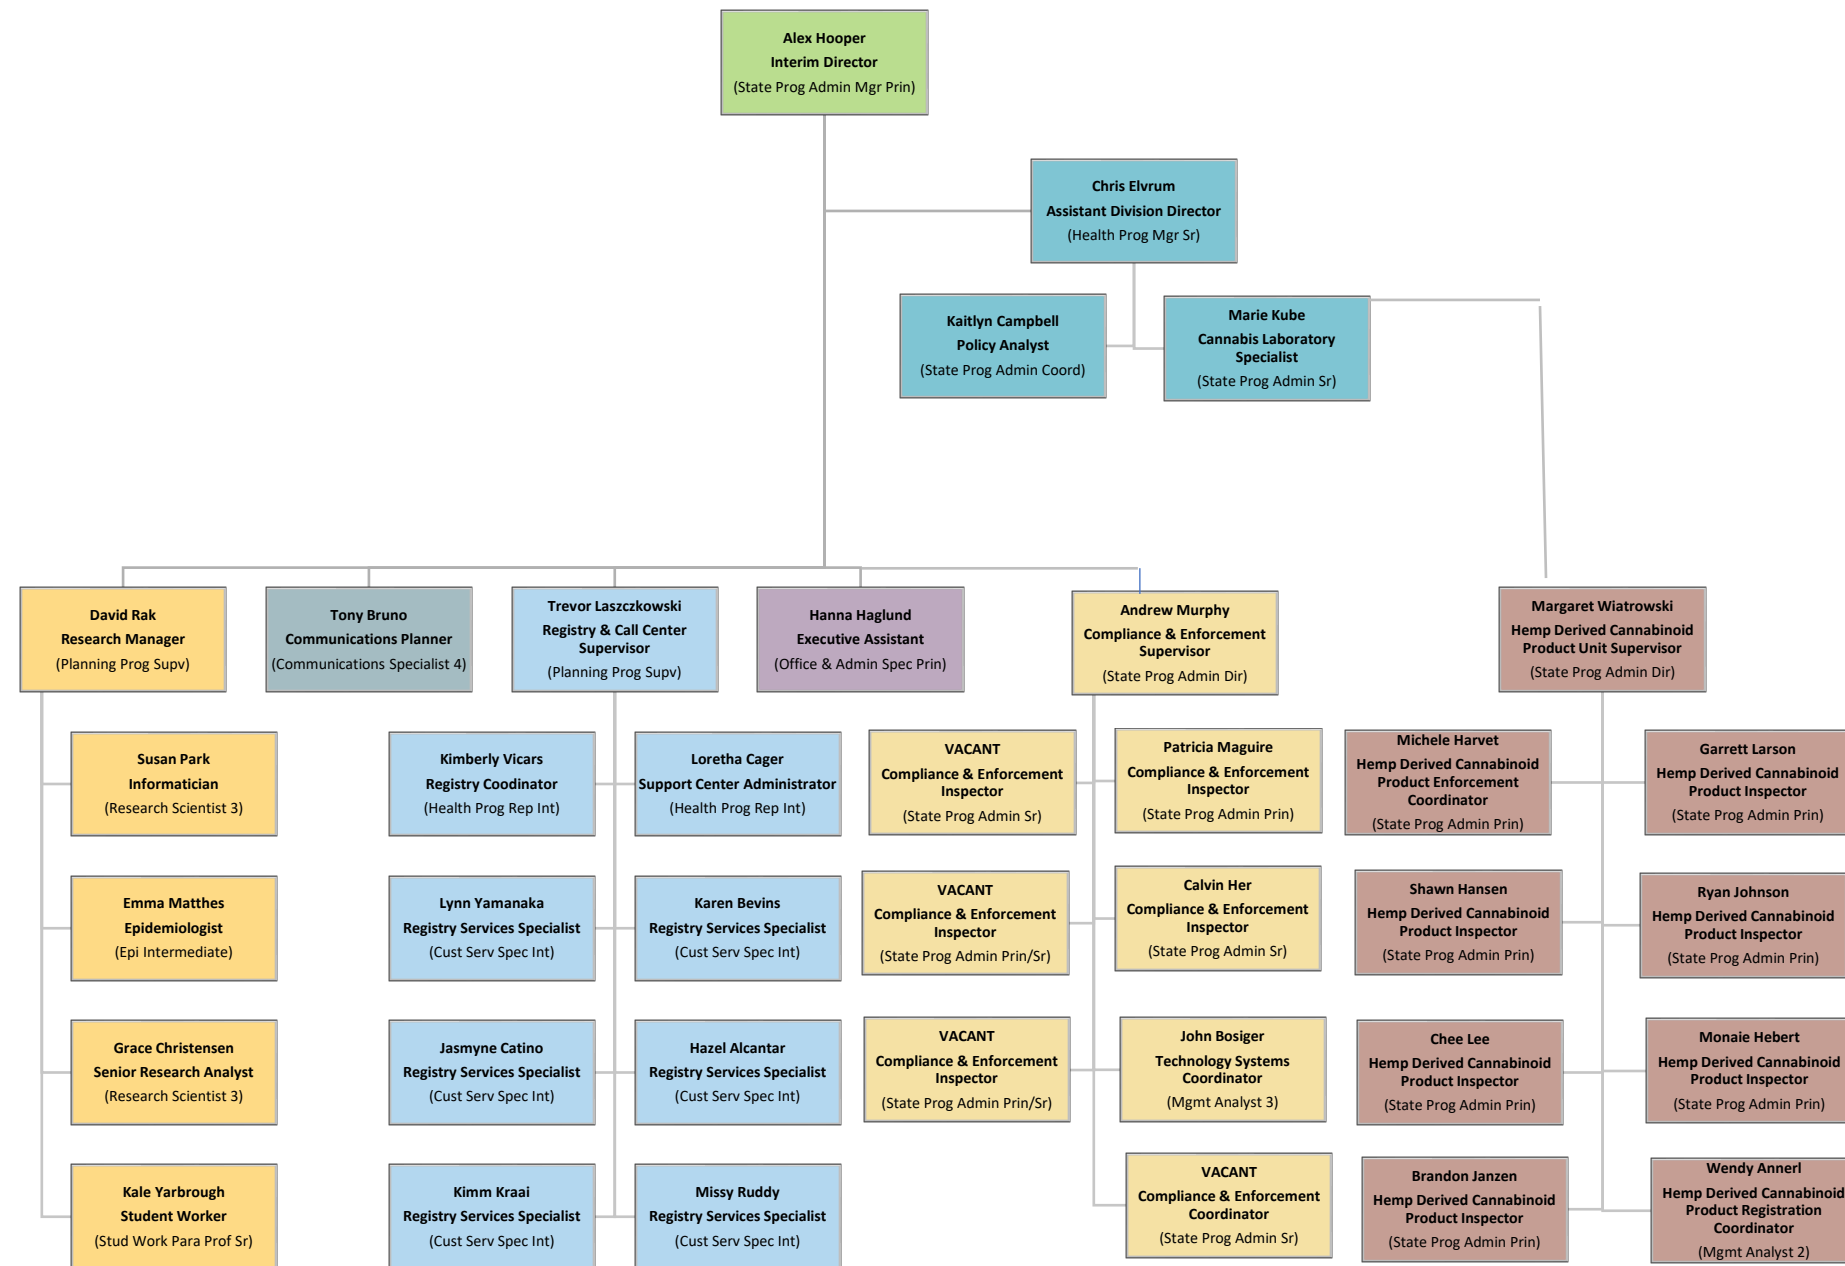 Alex Hooper
Interim Director
(State Prog Admin Mgr Prin)
Chris Elvrum
Assistant Division Director
(Health Prog Mgr Sr)
Kaitlyn Campbell
Policy Analyst
(State Prog Admin Coord)
Marie Kube
Cannabis Laboratory
Specialist
(State Prog Admin Sr)
David Rak
Research Manager
(Planning Prog Supv)
Tony Bruno
Communications Planner
(Communications Specialist 4)
Trevor Laszczkowski
Registry & Call Center
Supervisor
(Planning Prog Supv)
Hanna Haglund
Executive Assistant
(Office & Admin Spec Prin)
Andrew Murphy
Compliance & Enforcement
Supervisor
(State Prog Admin Dir)
Margaret Wiatrowski
Hemp Derived Cannabinoid
Product Unit Supervisor
(State Prog Admin Dir)
Susan Park
Informatician
(Research Scientist 3)
Kimberly Vicars
Registry Coodinator
(Health Prog Rep Int)
Loretha Cager
Support Center Administrator
(Health Prog Rep Int)
VACANT
Compliance & Enforcement
Inspector
(State Prog Admin Sr)
Patricia Maguire
Compliance & Enforcement
Inspector
(State Prog Admin Prin)
Michele Harvet
Hemp Derived Cannabinoid
Product Enforcement
Coordinator
(State Prog Admin Prin)
Garrett Larson
Hemp Derived Cannabinoid
Product Inspector
(State Prog Admin Prin)
Emma Matthes
Epidemiologist
(Epi Intermediate)
Lynn Yamanaka
Registry Services Specialist
(Cust Serv Spec Int)
Karen Bevins
Registry Services Specialist
(Cust Serv Spec Int)
VACANT
Compliance & Enforcement
Inspector
(State Prog Admin Prin/Sr)
Calvin Her
Compliance & Enforcement
Inspector
(State Prog Admin Sr)
Shawn Hansen
Hemp Derived Cannabinoid
Product Inspector
(State Prog Admin Prin)
Ryan Johnson
Hemp Derived Cannabinoid
Product Inspector
(State Prog Admin Prin)
Grace Christensen
Senior Research Analyst
(Research Scientist 3)
Jasmyne Catino
Registry Services Specialist
(Cust Serv Spec Int)
Hazel Alcantar
Registry Services Specialist
(Cust Serv Spec Int)
VACANT
Compliance & Enforcement
Inspector
(State Prog Admin Prin/Sr)
John Bosiger
Technology Systems
Coordinator
(Mgmt Analyst 3)
Chee Lee
Hemp Derived Cannabinoid
Product Inspector
(State Prog Admin Prin)
Monaie Hebert
Hemp Derived Cannabinoid
Product Inspector
(State Prog Admin Prin)
Kale Yarbrough
Student Worker
(Stud Work Para Prof Sr)
Kimm Kraai
Registry Services Specialist
(Cust Serv Spec Int)
Missy Ruddy
Registry Services Specialist
(Cust Serv Spec Int)
VACANT
Compliance & Enforcement
Coordinator
(State Prog Admin Sr)
Brandon Janzen
Hemp Derived Cannabinoid
Product Inspector
(State Prog Admin Prin)
Wendy Annerl
Hemp Derived Cannabinoid
Product Registration
Coordinator
(Mgmt Analyst 2)